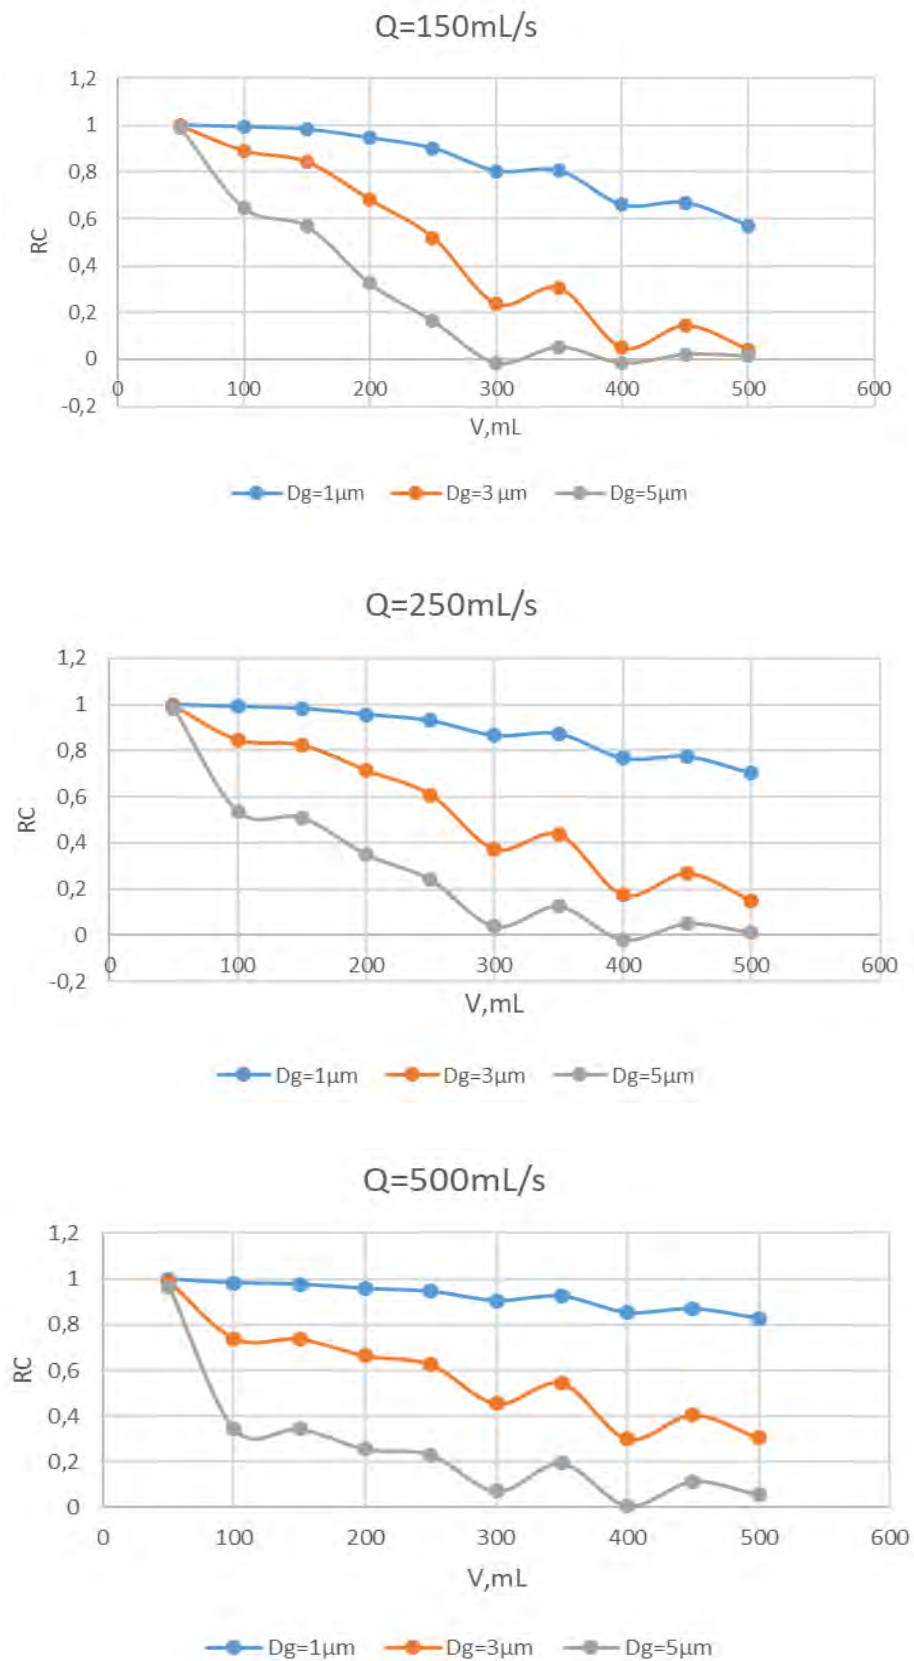 Q=150mL/s
1,2
1
0,8
0,6
0,4
0,2
0
-0,2
RC
0 100 200 300 400 500 600
V,mL
Dg=1µm Dg=3 µm Dg=5µm
Q=250mL/s
1,2
1
0,8
0,6
0,4
0,2
0
-0,2
RC
0 100 200 300 400 500 600
V,mL
Dg=1µm Dg=3µm Dg=5µm
Q=500mL/s
1,2
1
0,8
0,6
0,4
0,2
0
RC
0 100 200 300 400 500 600
V,mL
Dg=1µm Dg=3µm Dg=5µm